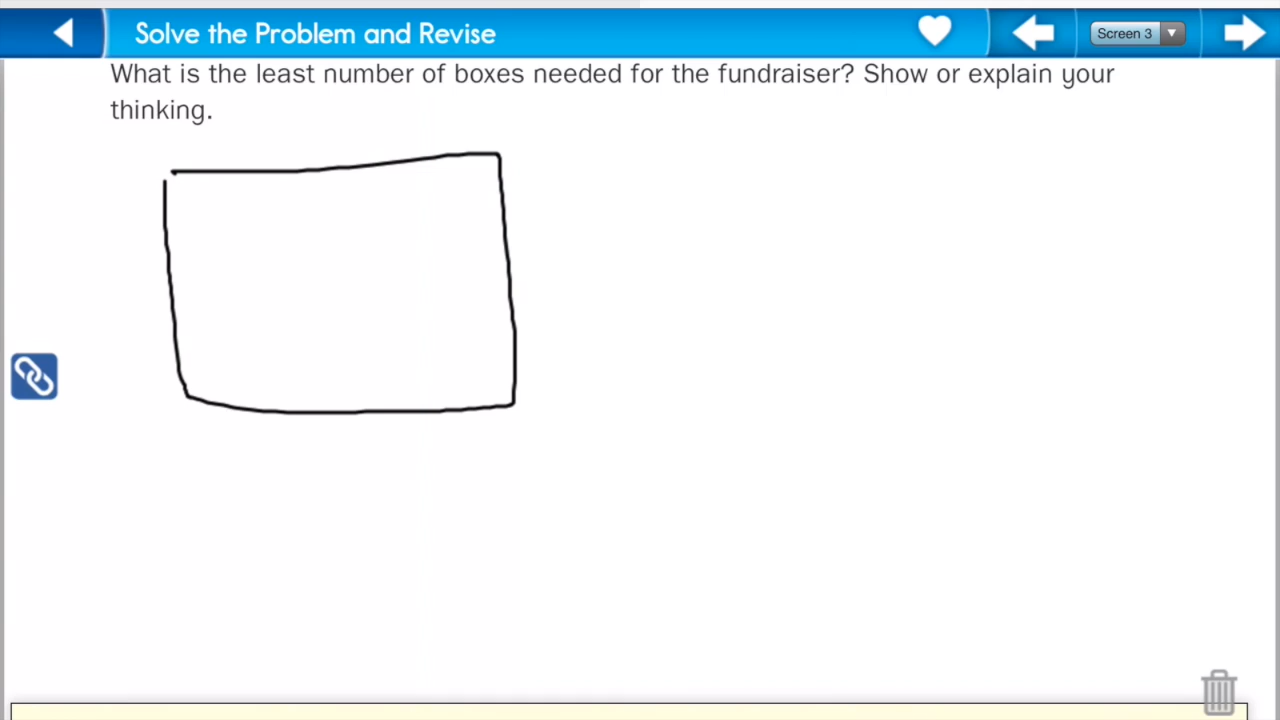 Solve the Problem and Revise
Screen 3
What is the least number of boxes needed for the fundraiser? Show or explain your
thinking.